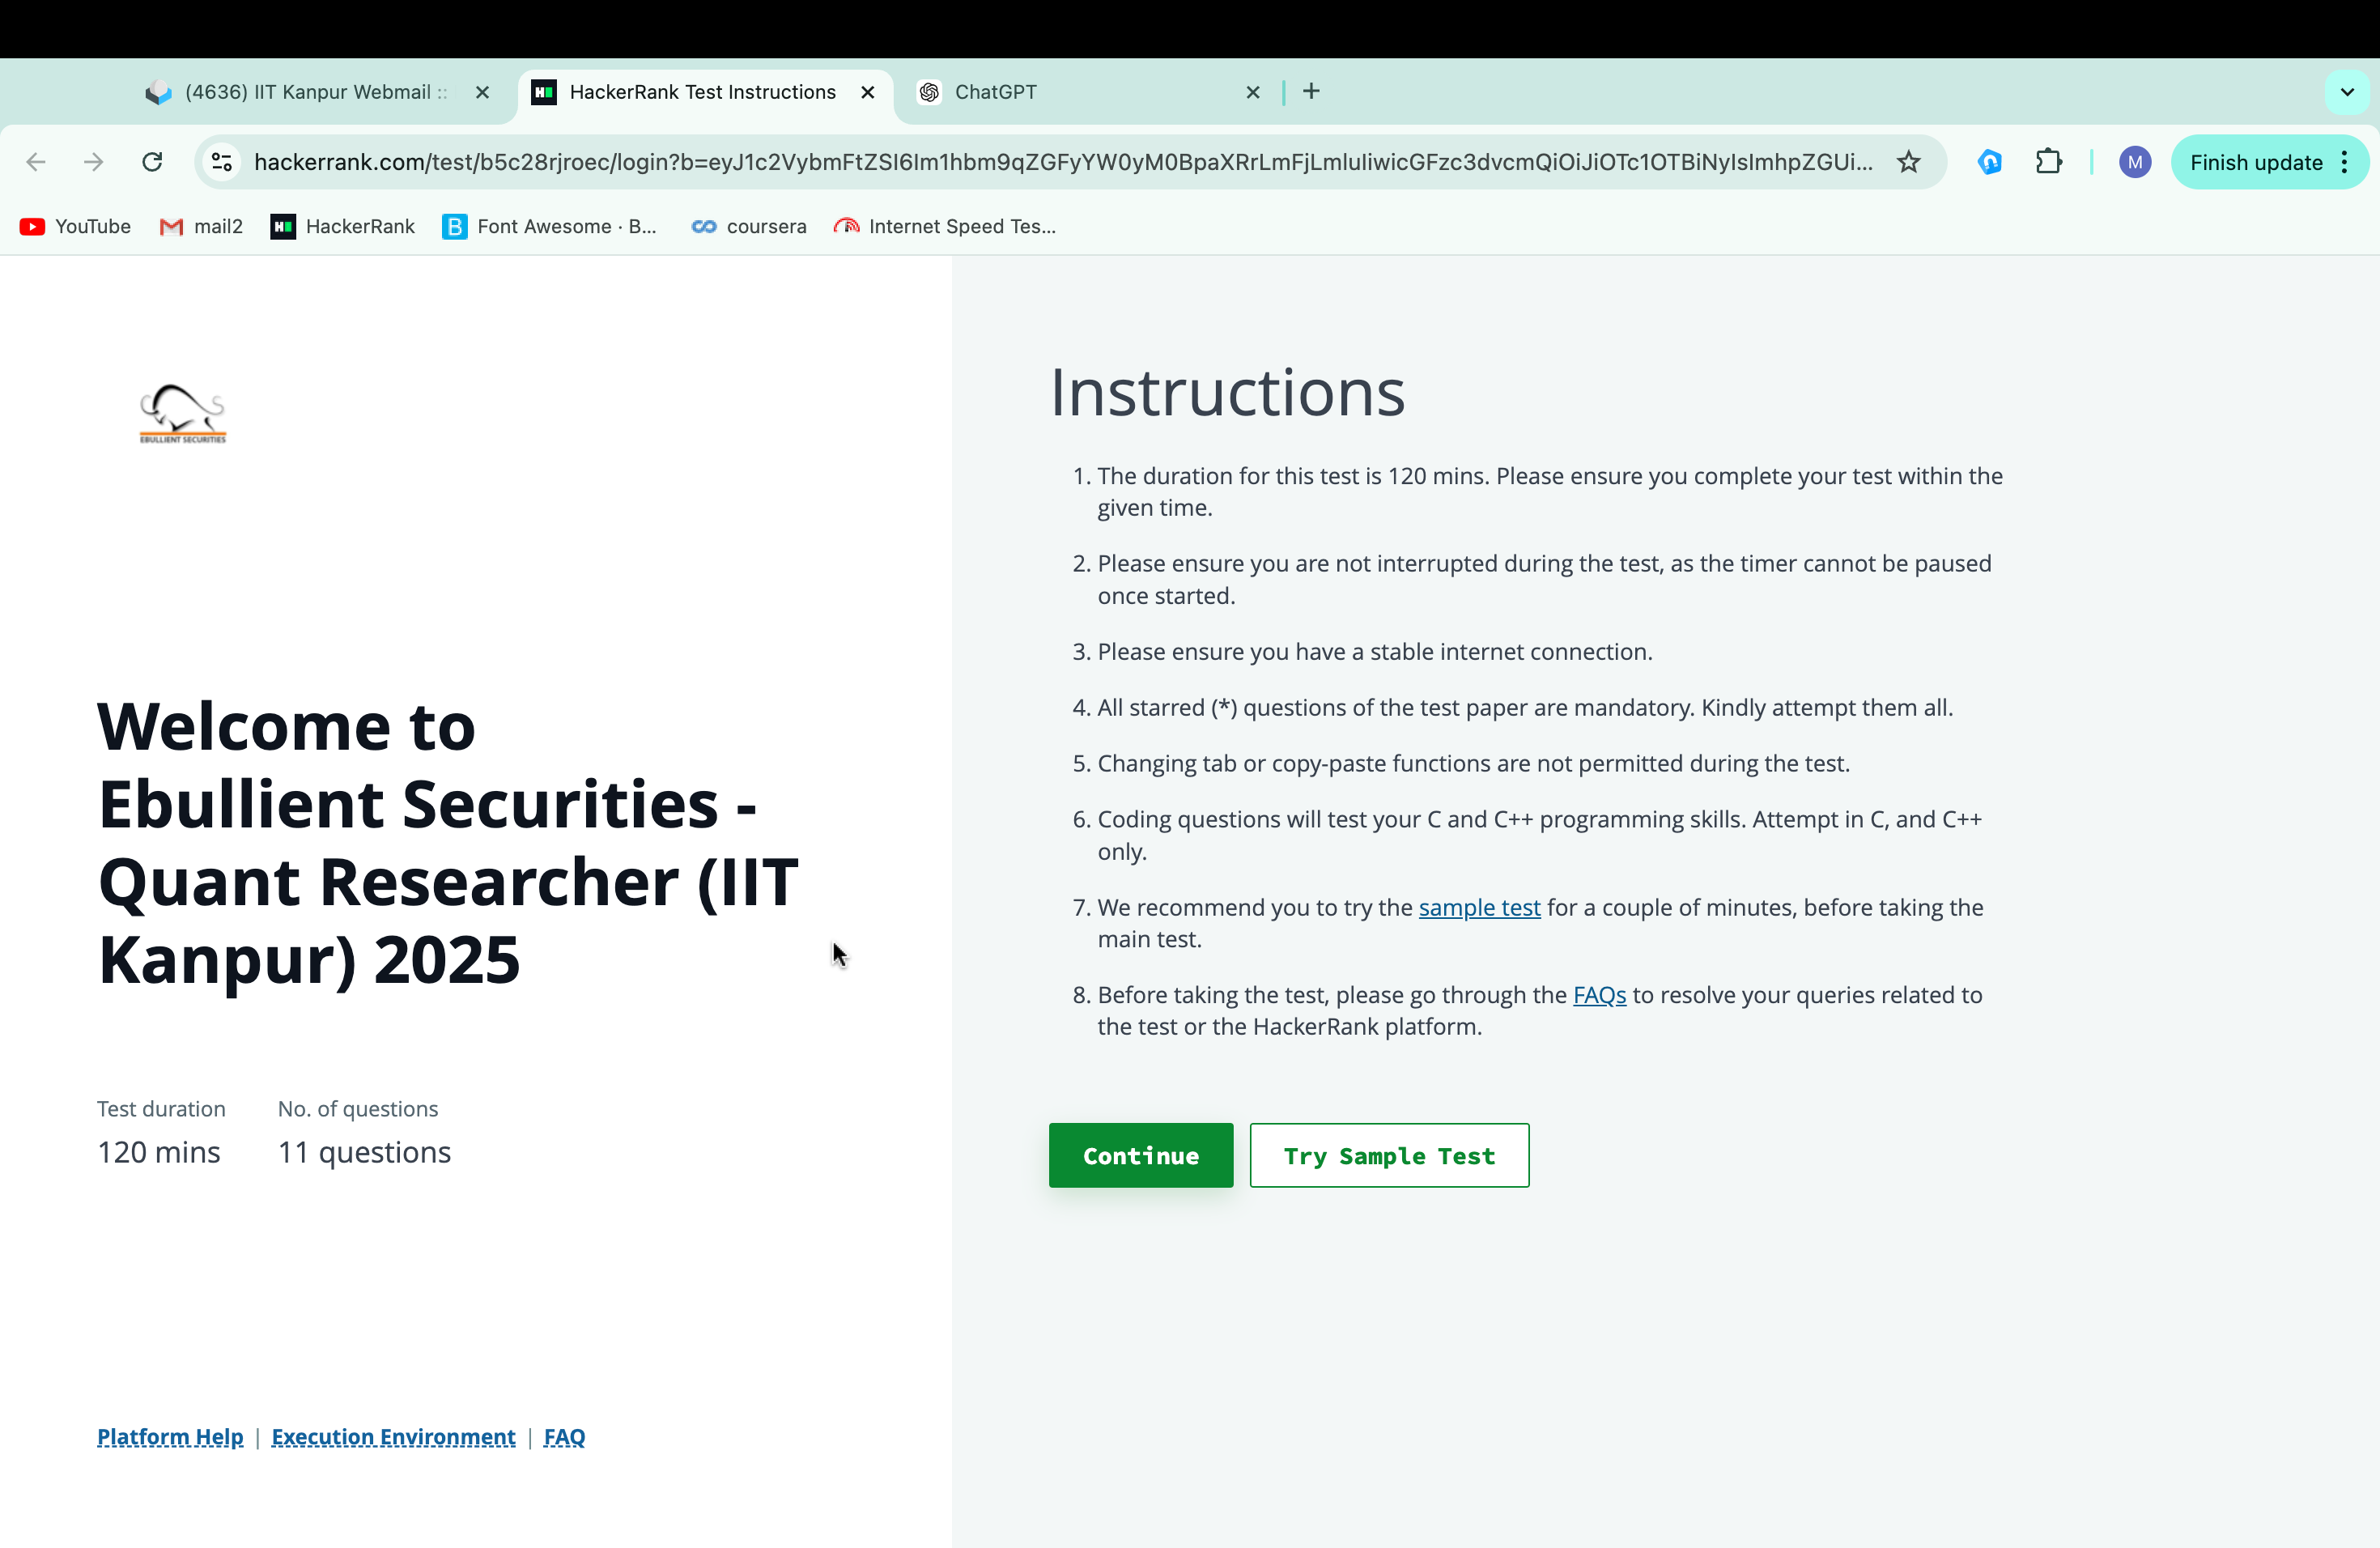 (4636) IIT Kanpur Webmail ::
HackerRank Test Instructions
ChatGPT
hackerrank.com/test/b5c28rjroec/login?b=eyJ1c2VybmFtZSI6Im1hbm9qZGFyYW0yM0BpaXRrLmFjLmluIiwicGFzc3dvcmQiOiJiOTc1OTBiNyIsImhpZGUi...
M
Finish update
YouTube
mail2
HackerRank
Font Awesome · B...
coursera
Internet Speed Tes...
EBULLIENT SECURITIES
Welcome to
Ebullient Securities -
Quant Researcher (IIT
Kanpur) 2025
Test duration
120 mins
No. of questions
11 questions
Platform Help | Execution Environment | FAQ
Instructions
1. The duration for this test is 120 mins. Please ensure you complete your test within the
given time.
2. Please ensure you are not interrupted during the test, as the timer cannot be paused
once started.
3. Please ensure you have a stable internet connection.
4. All starred (*) questions of the test paper are mandatory. Kindly attempt them all.
5. Changing tab or copy-paste functions are not permitted during the test.
6. Coding questions will test your C and C++ programming skills. Attempt in C, and C++
only.
7. We recommend you to try the sample test for a couple of minutes, before taking the
main test.
8. Before taking the test, please go through the FAQs to resolve your queries related to
the test or the HackerRank platform.
Continue
Try Sample Test